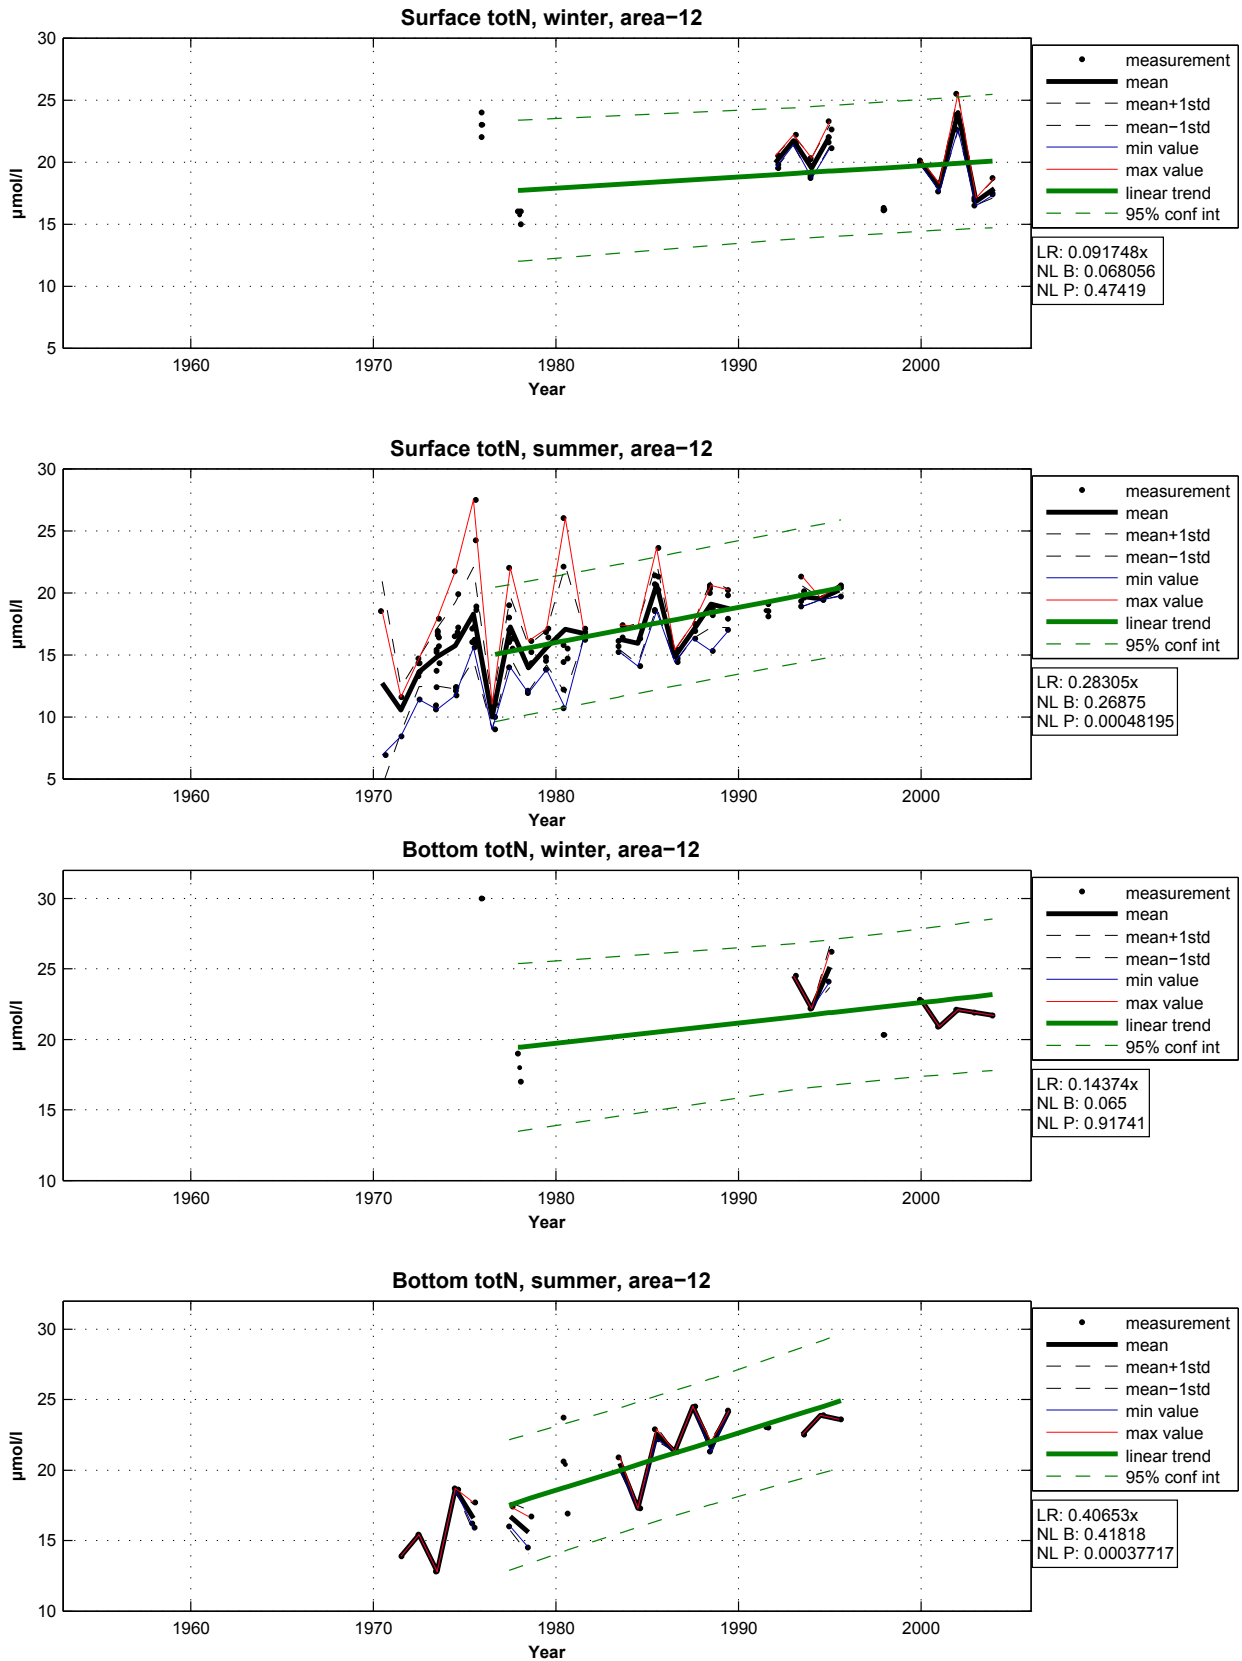 Surface totN, winter, area−12
30
25
20
15
10
5
µmol/l
1960 1970 1980 1990 2000
Year
measurement
mean
mean+1std
mean−1std
min value
max value
linear trend
95% conf int
LR: 0.091748x
NL B: 0.068056
NL P: 0.47419
Surface totN, summer, area−12
30
25
20
15
10
5
µmol/l
1960 1970 1980 1990 2000
Year
measurement
mean
mean+1std
mean−1std
min value
max value
linear trend
95% conf int
LR: 0.28305x
NL B: 0.26875
NL P: 0.00048195
Bottom totN, winter, area−12
30
25
20
15
10
µmol/l
1960 1970 1980 1990 2000
Year
measurement
mean
mean+1std
mean−1std
min value
max value
linear trend
95% conf int
LR: 0.14374x
NL B: 0.065
NL P: 0.91741
Bottom totN, summer, area−12
30
25
20
15
10
µmol/l
1960 1970 1980 1990 2000
Year
measurement
mean
mean+1std
mean−1std
min value
max value
linear trend
95% conf int
LR: 0.40653x
NL B: 0.41818
NL P: 0.00037717